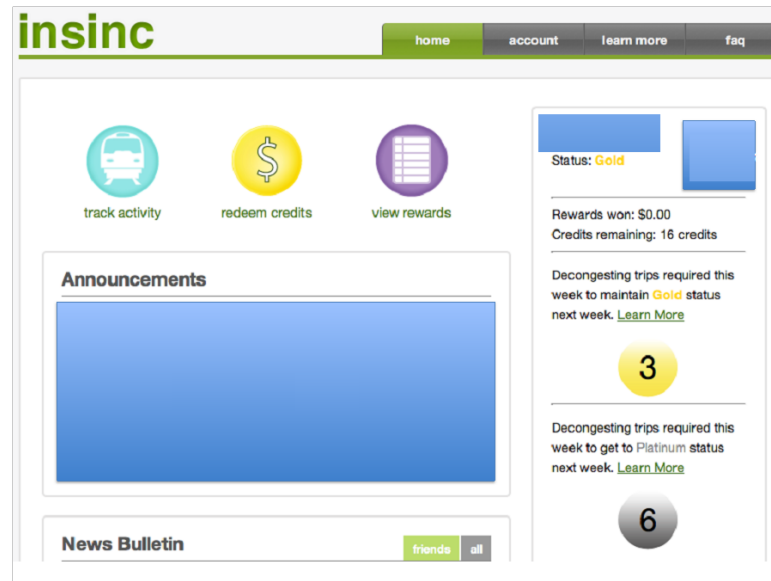 insinc
home account learn more faq
track activity redeem credits view rewards
Announcements
News Bulletin friends all
Status: Gold
Rewards won: $0.00
Credits remaining: 16 credits
Decongesting trips required this
week to maintain Gold status
next week. Learn More
3
Decongesting trips required this
week to get to Platinum status
next week. Learn More
6